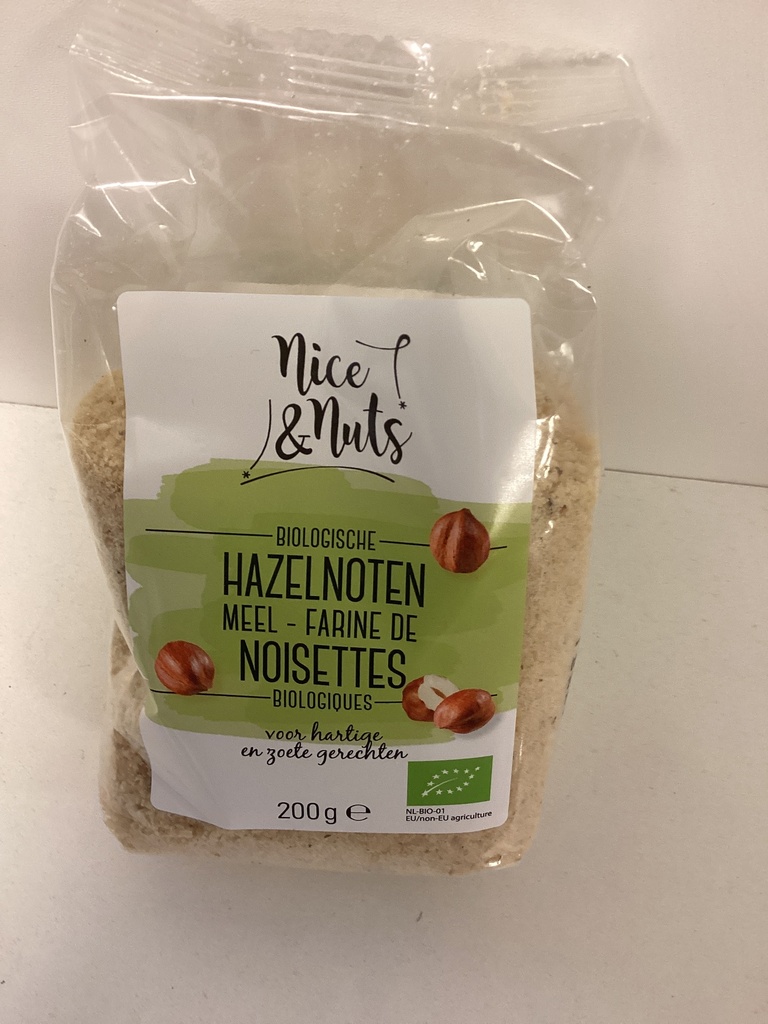 Nice
&Nuts
BIOLOGISCHE
HAZELNOTEN
MEEL - FARINE DE
NOISETTES
BIOLOGIQUES
voor hartige
en zoete gerechten
200 g ℮
NL-BIO-01
EU/non-EU agriculture